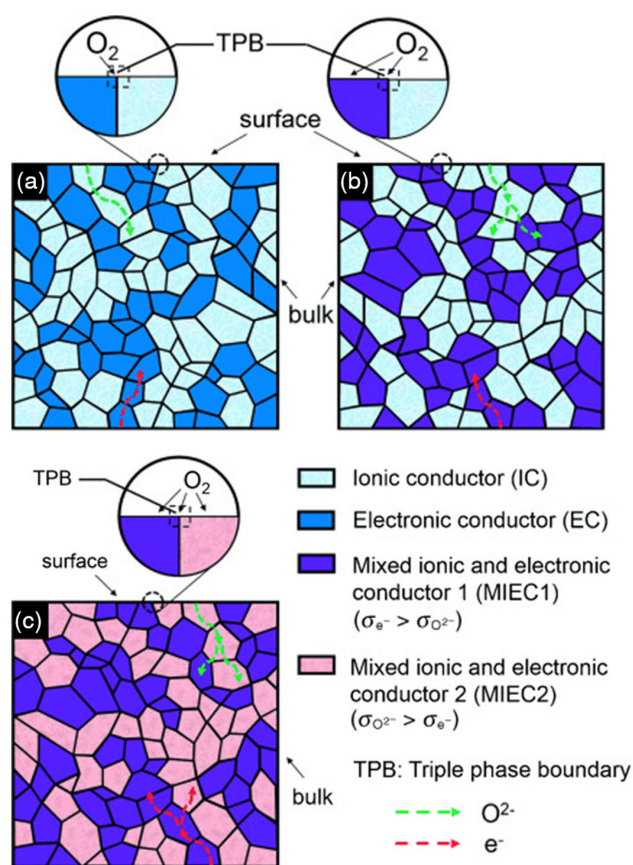 O2
TPB
O2
surface
(a)
(b)
bulk
TPB
O2
surface
(c)
bulk
Ionic conductor (IC)
Electronic conductor (EC)
Mixed ionic and electronic
conductor 1 (MIEC1)
(σe⁻ > σO²⁻)
Mixed ionic and electronic
conductor 2 (MIEC2)
(σO²⁻ > σe⁻)
TPB: Triple phase boundary
O²⁻
e⁻